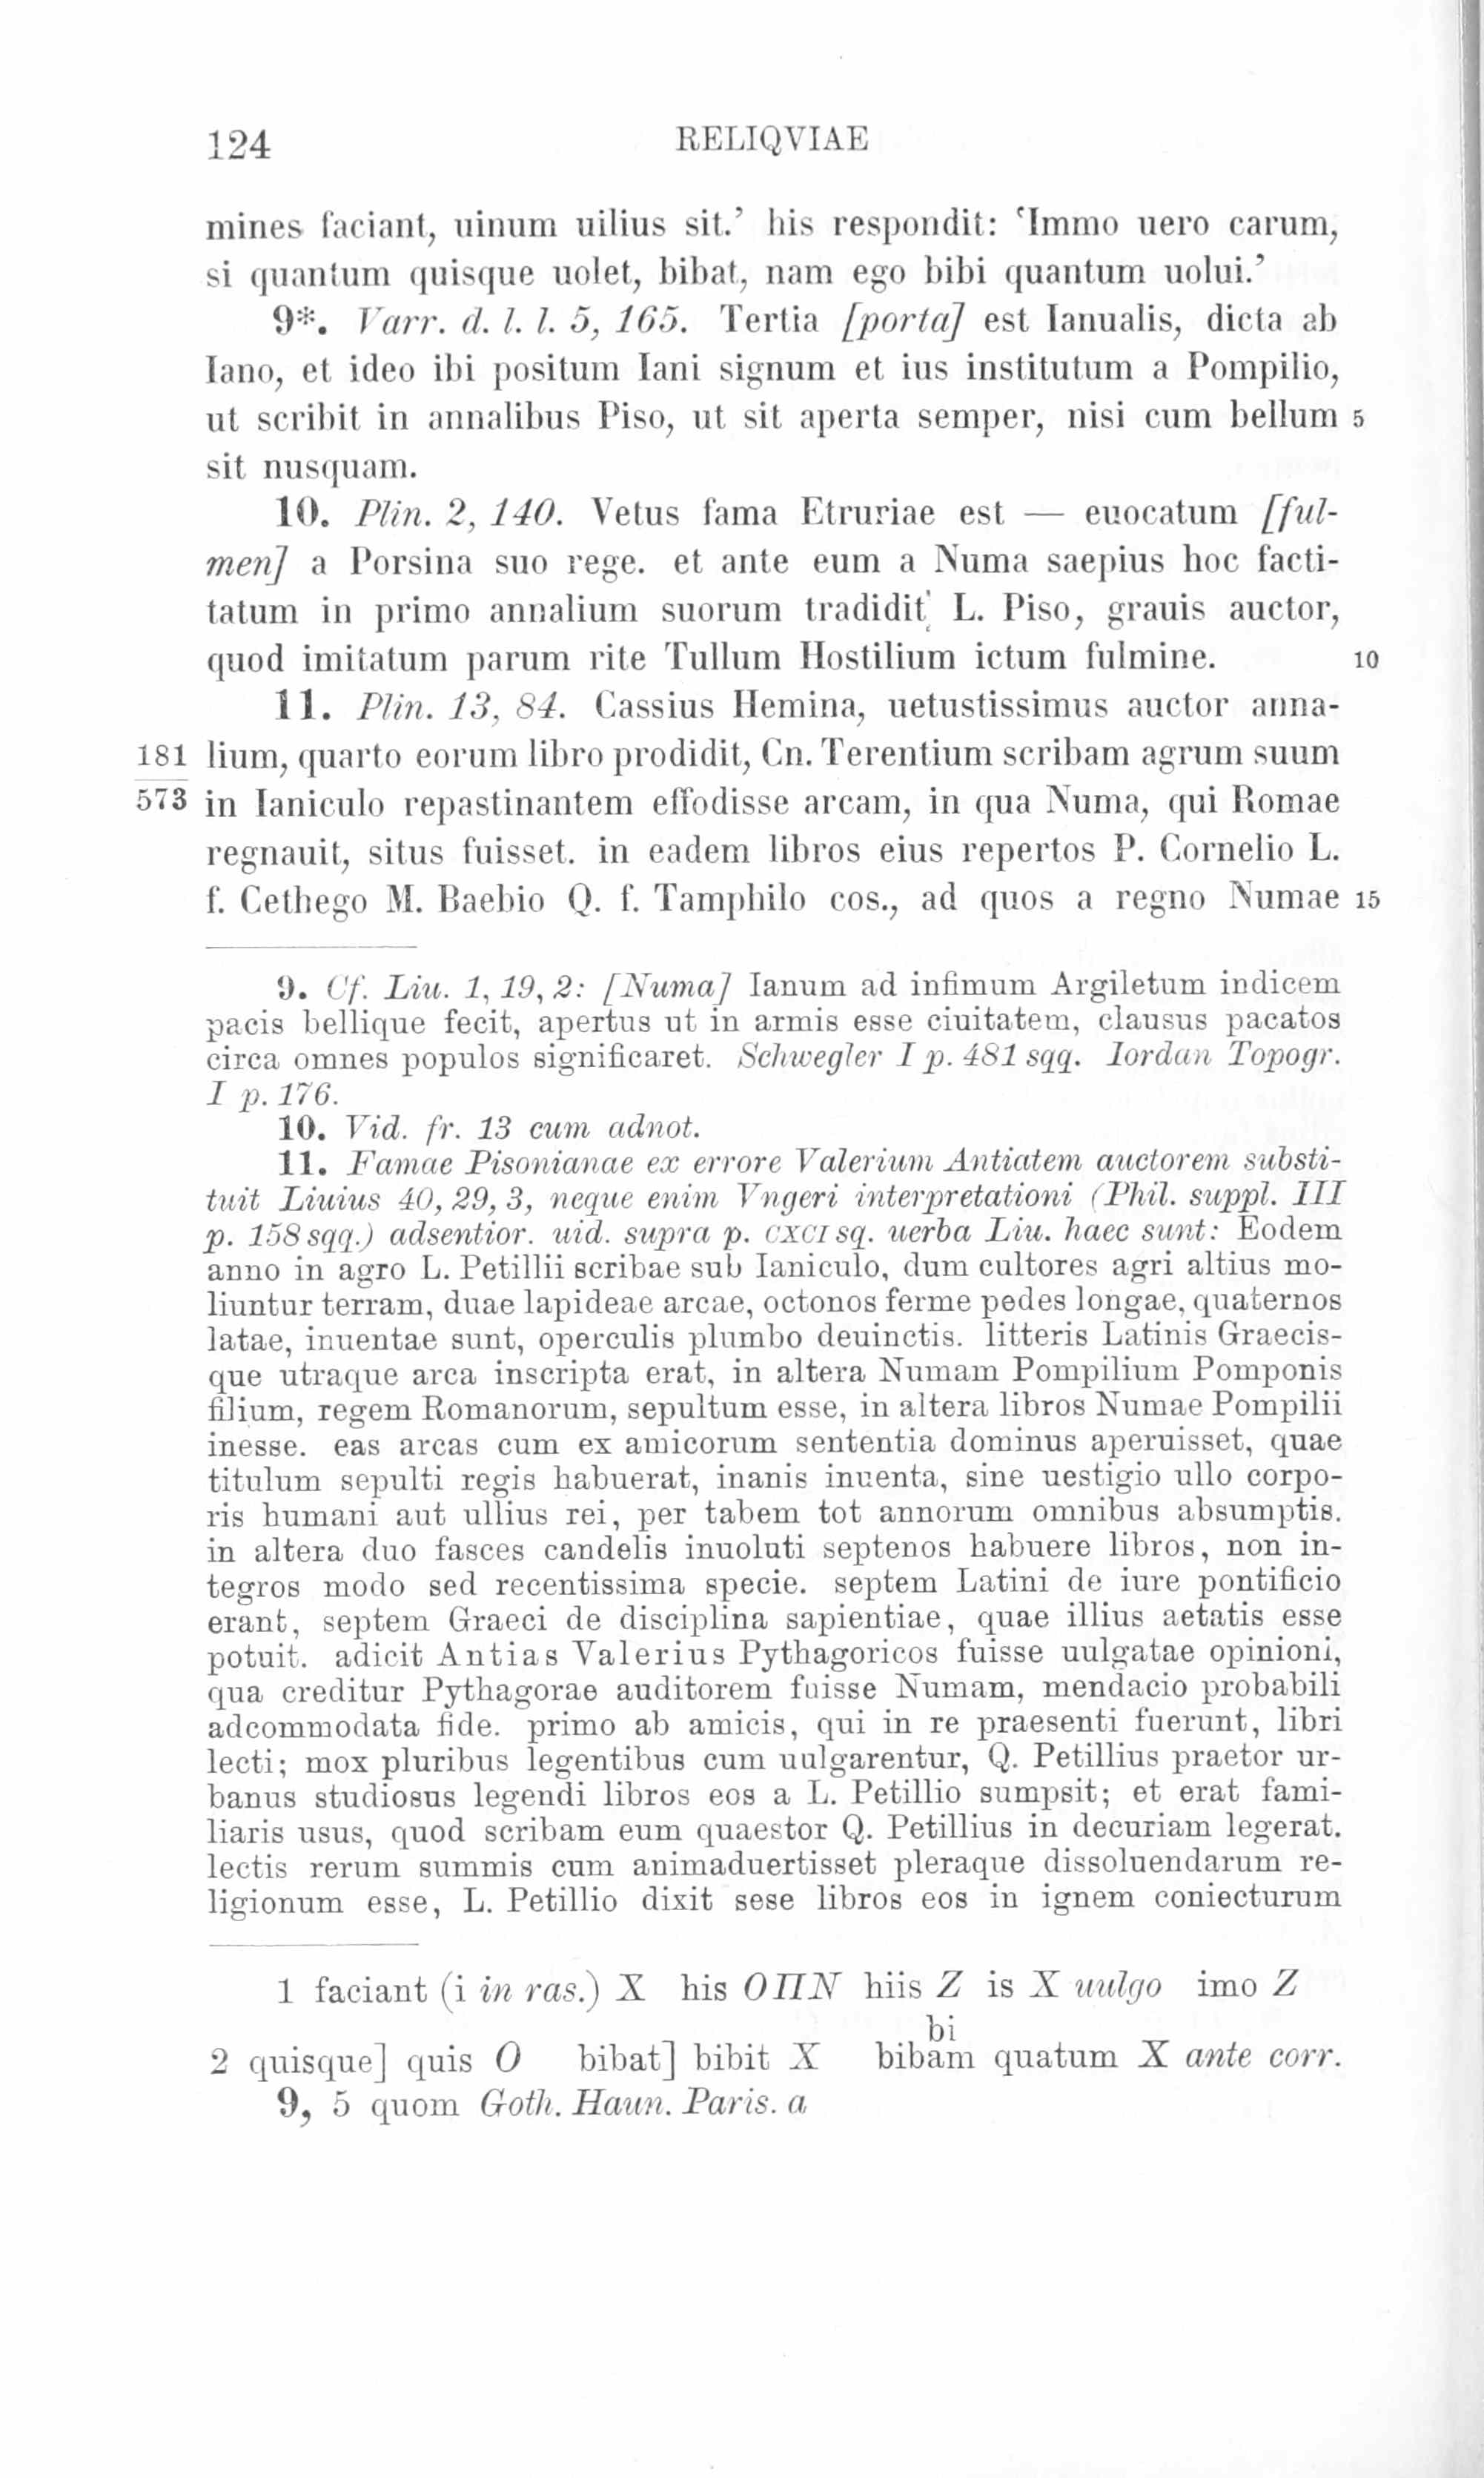 124 RELIQVIAE
mines faciant, uinum uilius sit.’ his respondit: ‘Immo uero carum,
si quantum quisque uolet, bibat, nam ego bibi quantum uolui.’
9*. Varr. d. l. l. 5, 165. Tertia [porta] est Ianualis, dicta ab
Iano, et ideo ibi positum Iani signum et ius institutum a Pompilio,
ut scribit in annalibus Piso, ut sit aperta semper, nisi cum bellum 5
sit nusquam.
10. Plin. 2, 140. Vetus fama Etruriae est — euocatum [ful-
men] a Porsina suo rege. et ante eum a Numa saepius hoc facti-
tatum in primo annalium suorum tradidit L. Piso, grauis auctor,
quod imitatum parum rite Tullum Hostilium ictum fulmine. 10
11. Plin. 13, 84. Cassius Hemina, uetustissimus auctor anna-
181 lium, quarto eorum libro prodidit, Cn. Terentium scribam agrum suum
573 in Ianiculo repastinantem effodisse arcam, in qua Numa, qui Romae
regnauit, situs fuisset. in eadem libros eius repertos P. Cornelio L.
f. Cethego M. Baebio Q. f. Tamphilo cos., ad quos a regno Numae 15
9. Cf. Liu. 1, 19, 2: [Numa] Ianum ad infimum Argiletum indicem
pacis bellique fecit, apertus ut in armis esse ciuitatem, clausus pacatos
circa omnes populos significaret. Schwegler I p. 481 sqq. Iordan Topogr.
I p. 176.
10. Vid. fr. 13 cum adnot.
11. Famae Pisonianae ex errore Valerium Antiatem auctorem substi-
tuit Liuius 40, 29, 3, neque enim Vngeri interpretationi (Phil. suppl. III
p. 158 sqq.) adsentior. uid. supra p. CXCI sq. uerba Liu. haec sunt: Eodem
anno in agro L. Petillii scribae sub Ianiculo, dum cultores agri altius mo-
liuntur terram, duae lapideae arcae, octonos ferme pedes longae, quaternos
latae, inuentae sunt, operculis plumbo deuinctis. litteris Latinis Graecis-
que utraque arca inscripta erat, in altera Numam Pompilium Pomponis
filium, regem Romanorum, sepultum esse, in altera libros Numae Pompilii
inesse. eas arcas cum ex amicorum sententia dominus aperuisset, quae
titulum sepulti regis habuerat, inanis inuenta, sine uestigio ullo corpo-
ris humani aut ullius rei, per tabem tot annorum omnibus absumptis.
in altera duo fasces candelis inuoluti septenos habuere libros, non in-
tegros modo sed recentissima specie. septem Latini de iure pontificio
erant, septem Graeci de disciplina sapientiae, quae illius aetatis esse
potuit. adicit Antias Valerius Pythagoricos fuisse uulgatae opinioni,
qua creditur Pythagorae auditorem fuisse Numam, mendacio probabili
adcommodata fide. primo ab amicis, qui in re praesenti fuerunt, libri
lecti; mox pluribus legentibus cum uulgarentur, Q. Petillius praetor ur-
banus studiosus legendi libros eos a L. Petillio sumpsit; et erat fami-
liaris usus, quod scribam eum quaestor Q. Petillius in decuriam legerat.
lectis rerum summis cum animaduertisset pleraque dissoluendarum re-
ligionum esse, L. Petillio dixit sese libros eos in ignem coniecturum
1 faciant (i in ras.) X his OΠN hiis Z is X uulgo imo Z
bi
2 quisque] quis O bibat] bibit X bibam quatum X ante corr.
9, 5 quom Goth. Haun. Paris. a